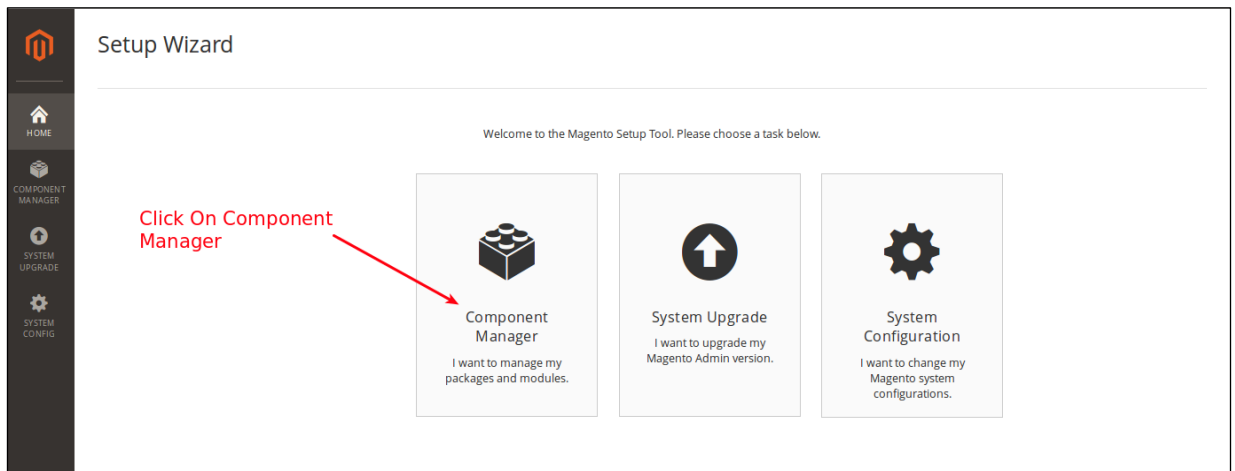 Setup Wizard
HOME
COMPONENT
MANAGER
SYSTEM
UPGRADE
SYSTEM
CONFIG
Welcome to the Magento Setup Tool. Please choose a task below.
Click On Component
Manager
Component
Manager
I want to manage my
packages and modules.
System Upgrade
I want to upgrade my
Magento Admin version.
System
Configuration
I want to change my
Magento system
configurations.